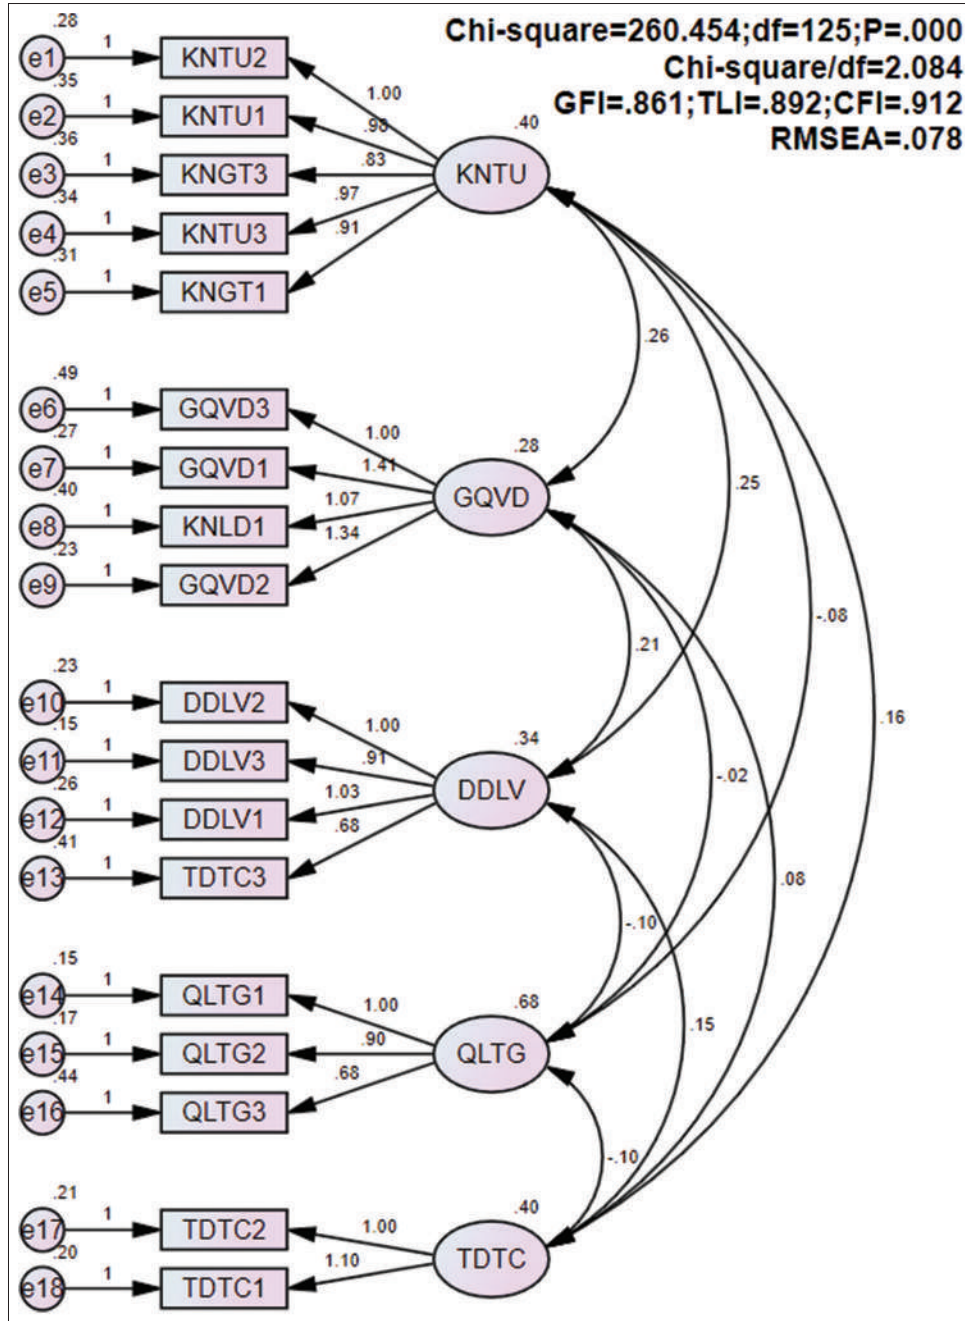 Chi-square=260.454;df=125;P=.000
Chi-square/df=2.084
GFI=.861;TLI=.892;CFI=.912
RMSEA=.078
.28
e1 1 KNTU2
1.00
.35
e2 1 KNTU1
.98
.36
e3 1 KNGT3
.83
.34
e4 1 KNTU3
.97
.31
e5 1 KNGT1
.91
.40
KNTU
.26
.49
e6 1 GQVD3
1.00
.27
e7 1 GQVD1
1.41
.40
e8 1 KNLD1
1.07
.23
e9 1 GQVD2
1.34
.28
GQVD
.25
.21
-.08
.23
e10 1 DDLV2
1.00
.15
e11 1 DDLV3
.91
.26
e12 1 DDLV1
1.03
.41
e13 1 TDTC3
.68
.34
DDLV
.16
-.02
.08
-.10
.15
e14 1 QLTG1
1.00
.17
e15 1 QLTG2
.90
.44
e16 1 QLTG3
.68
.68
QLTG
.15
-.10
.21
e17 1 TDTC2
1.00
.20
e18 1 TDTC1
1.10
.40
TDTC